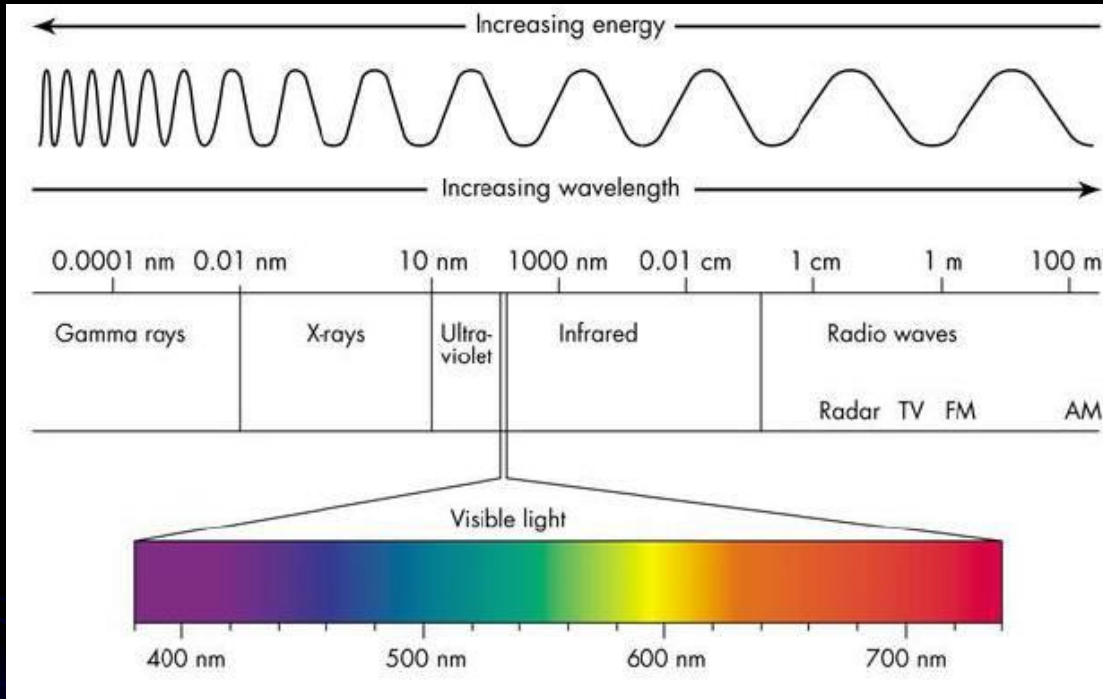 Increasing energy
Increasing wavelength
0.0001 nm 0.01 nm 10 nm 1000 nm 0.01 cm 1 cm 1 m 100 m
Gamma rays X-rays Ultra- Infrared Radio waves
violet
Radar TV FM AM
Visible light
400 nm 500 nm 600 nm 700 nm